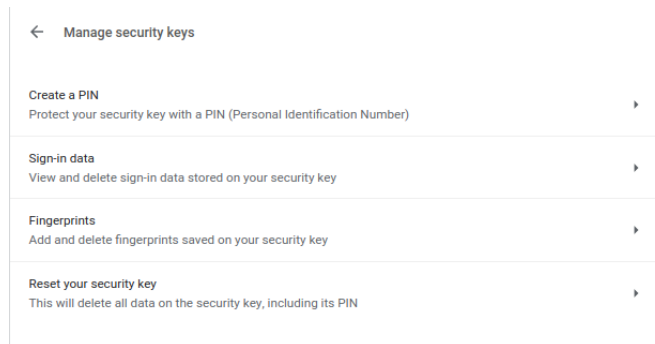 Manage security keys
Create a PIN
Protect your security key with a PIN (Personal Identification Number)
Sign-in data
View and delete sign-in data stored on your security key
Fingerprints
Add and delete fingerprints saved on your security key
Reset your security key
This will delete all data on the security key, including its PIN